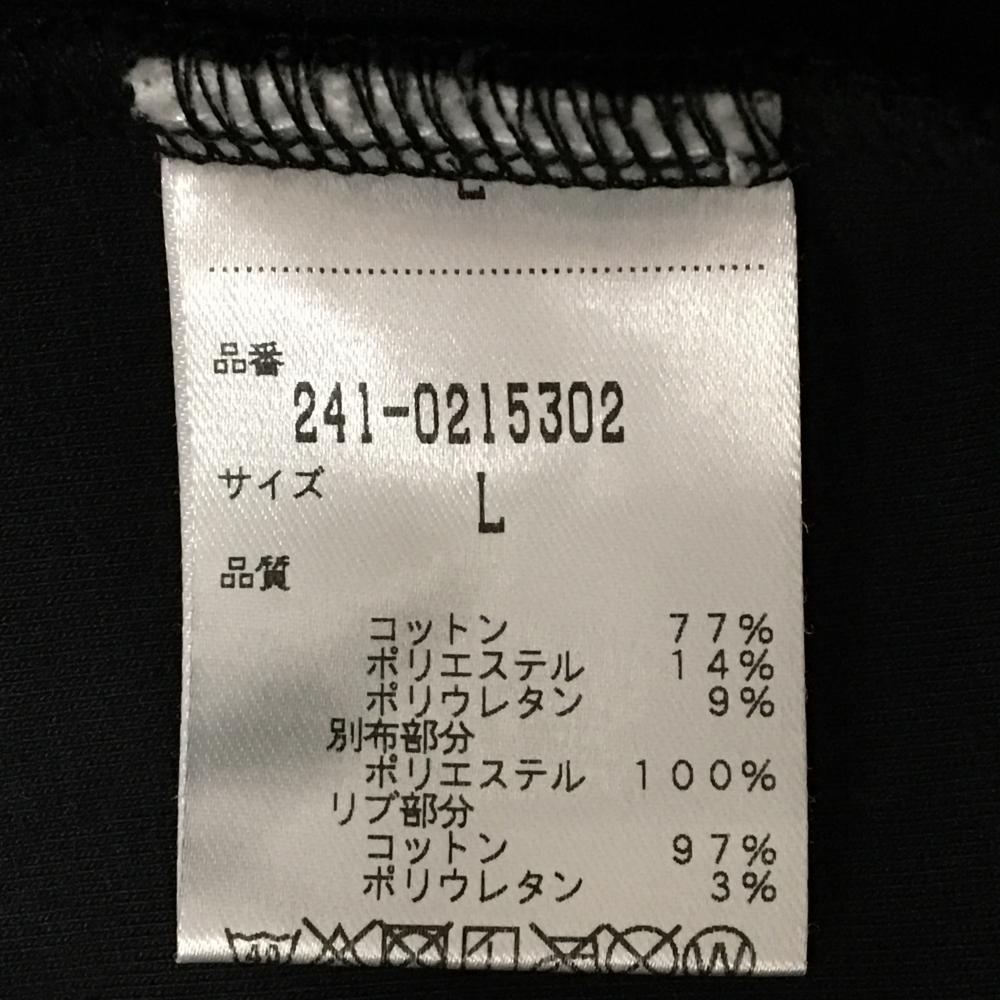 L
品番
241-0215302
サイズ
L
品質
コットン 77%
ポリエステル 14%
ポリウレタン 9%
別布部分
ポリエステル 100%
リブ部分
コットン 97%
ポリウレタン 3%
40 W